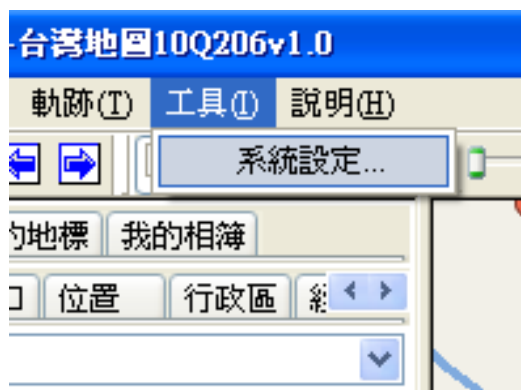 -台灣地圖10Q206v1.0
軌跡(T) 工具(I) 說明(H)
系統設定...
的地標 我的相簿
位置 行政區